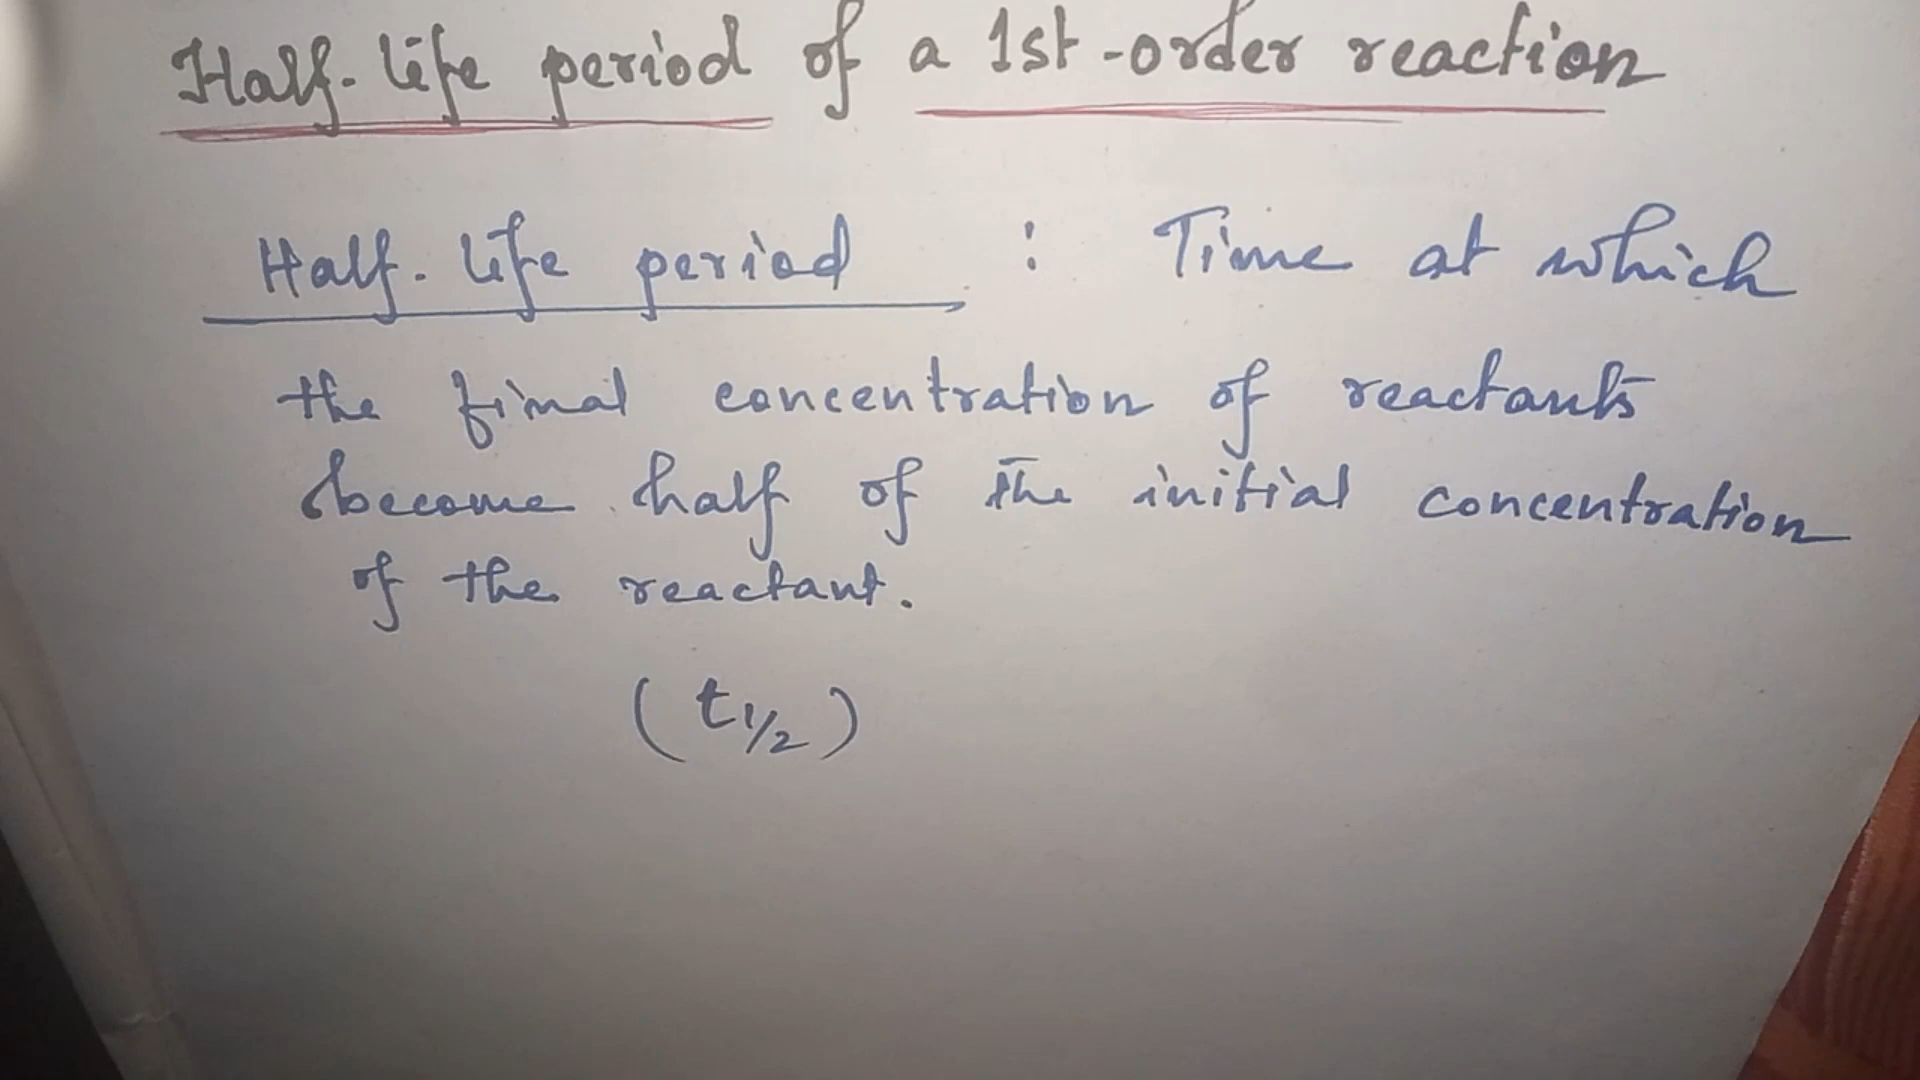 Half-life period of a 1st-order reaction
Half-life period : Time at which
the final concentration of reactants
become half of the initial concentration
of the reactant.
(t1/2)